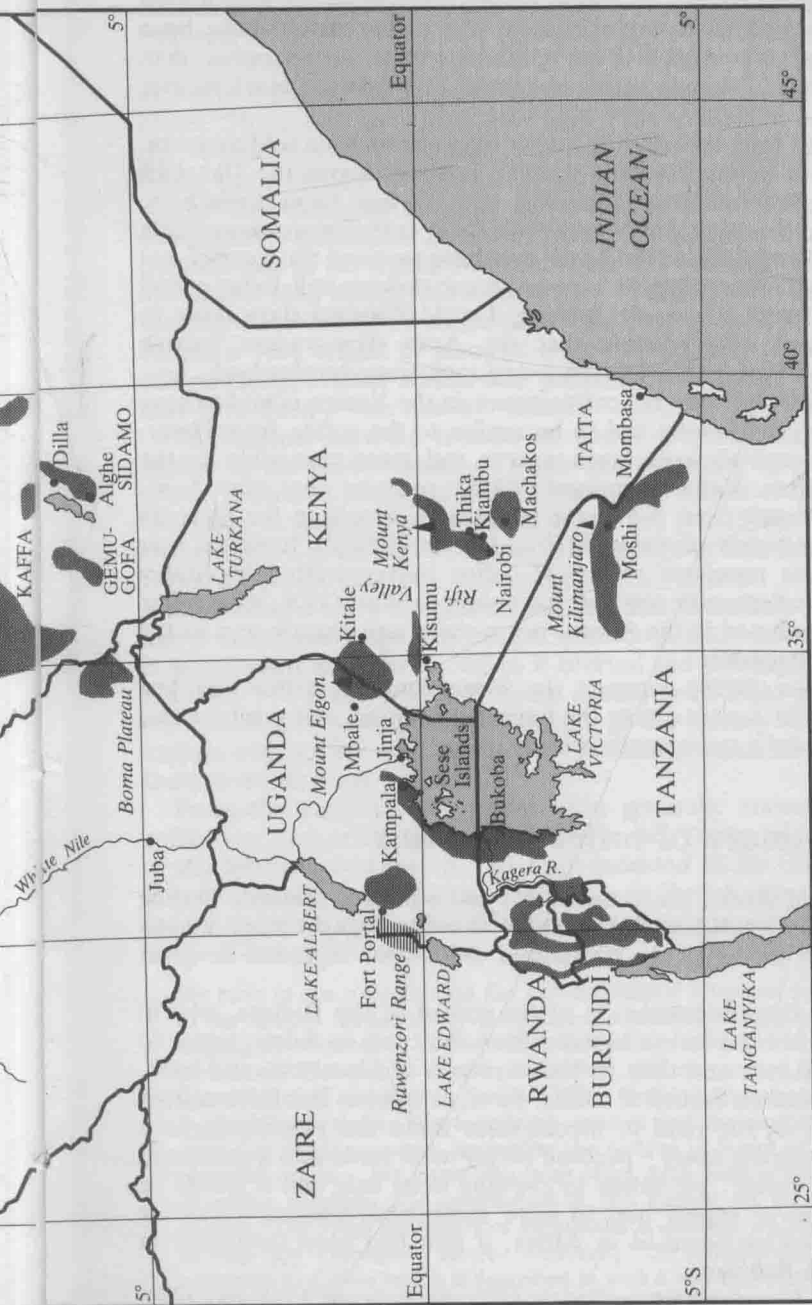 KAFFA
Dilla
Alghe
SIDAMO
GEMU-
GOFA
5°
5°
Boma Plateau
White Nile
Juba
LAKE
TURKANA
SOMALIA
UGANDA
KENYA
Mount Elgon
Kitale
Mbale
LAKE ALBERT
ZAIRE
Fort Portal
Kampala
Jinja
Mount
Kenya
Equator
Equator
Ruwenzori Range
Kisumu
Rift
Valley
Thika
Kiambu
Nairobi
Machakos
LAKE EDWARD
Sese
Islands
Bukoba
Kagera R.
LAKE
VICTORIA
RWANDA
BURUNDI
Mount
Kilimanjaro
Moshi
TAITA
Mombasa
INDIAN
OCEAN
TANZANIA
LAKE
TANGANYIKA
5°S
5°
25°
35°
40°
45°